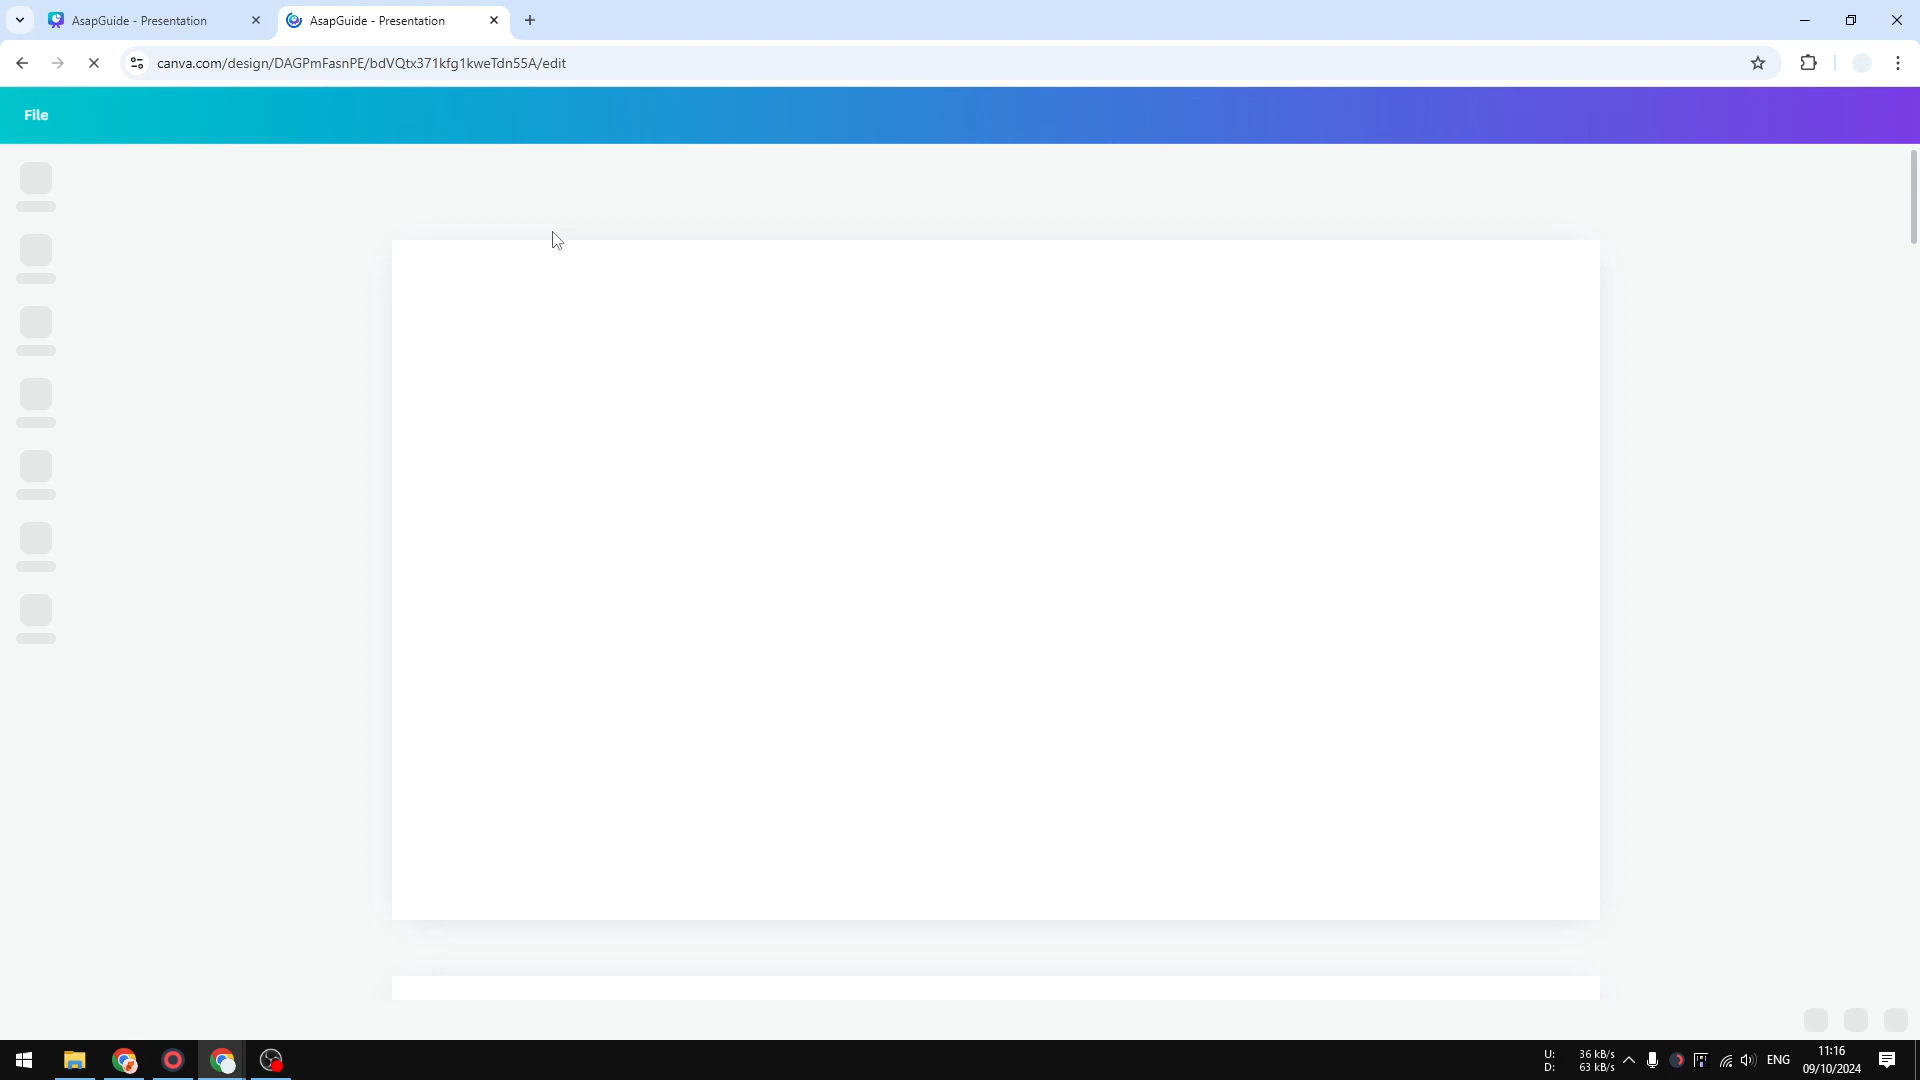 AsapGuide - Presentation
AsapGuide - Presentation
canva.com/design/DAGPmFasnPE/bdVQtx371kfg1kweTdn55A/edit
File
U: 36 kB/s
D: 63 kB/s
ENG
11:16
09/10/2024